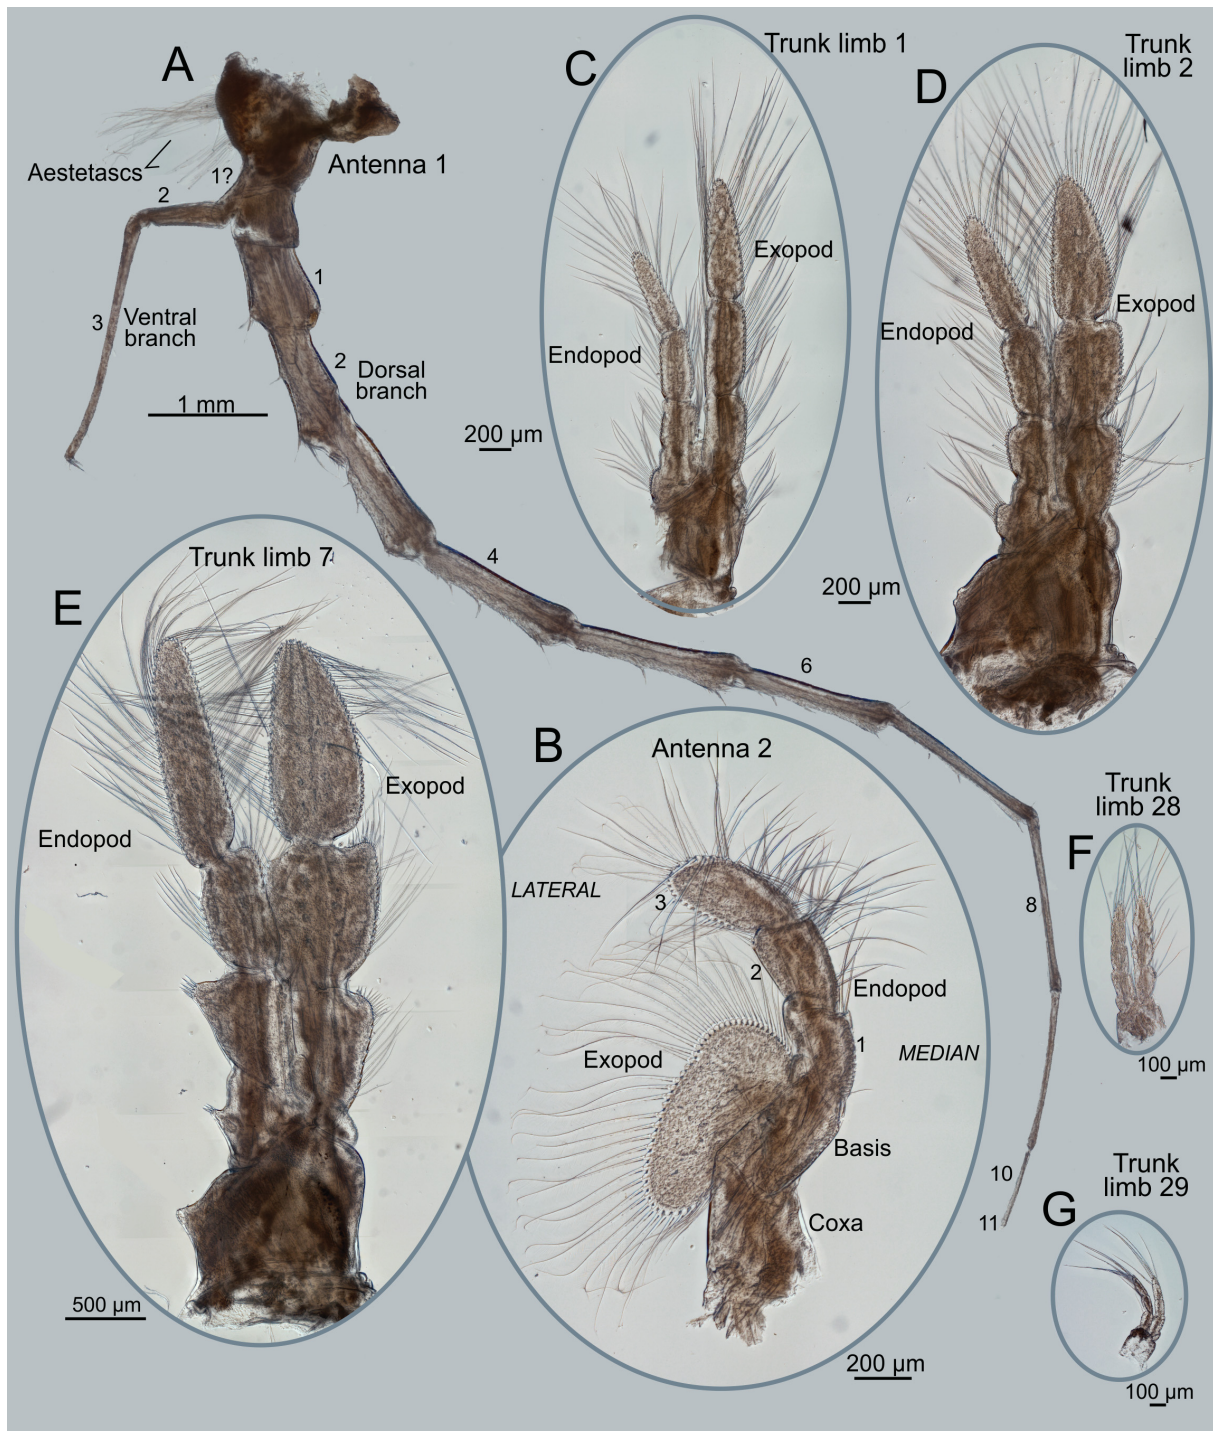 A
Aestetascs
1?
2
Antenna 1
1
3
Ventral
branch
2
Dorsal
branch
1 mm
4
6
8
10
11
C
Trunk limb 1
Exopod
Endopod
200 µm
D
Trunk
limb 2
Exopod
Endopod
200 µm
E
Trunk limb 7
Exopod
Endopod
500 µm
B
Antenna 2
LATERAL
3
2
Endopod
1
MEDIAN
Exopod
Basis
Coxa
200 µm
F
Trunk
limb 28
100 µm
G
Trunk
limb 29
100 µm